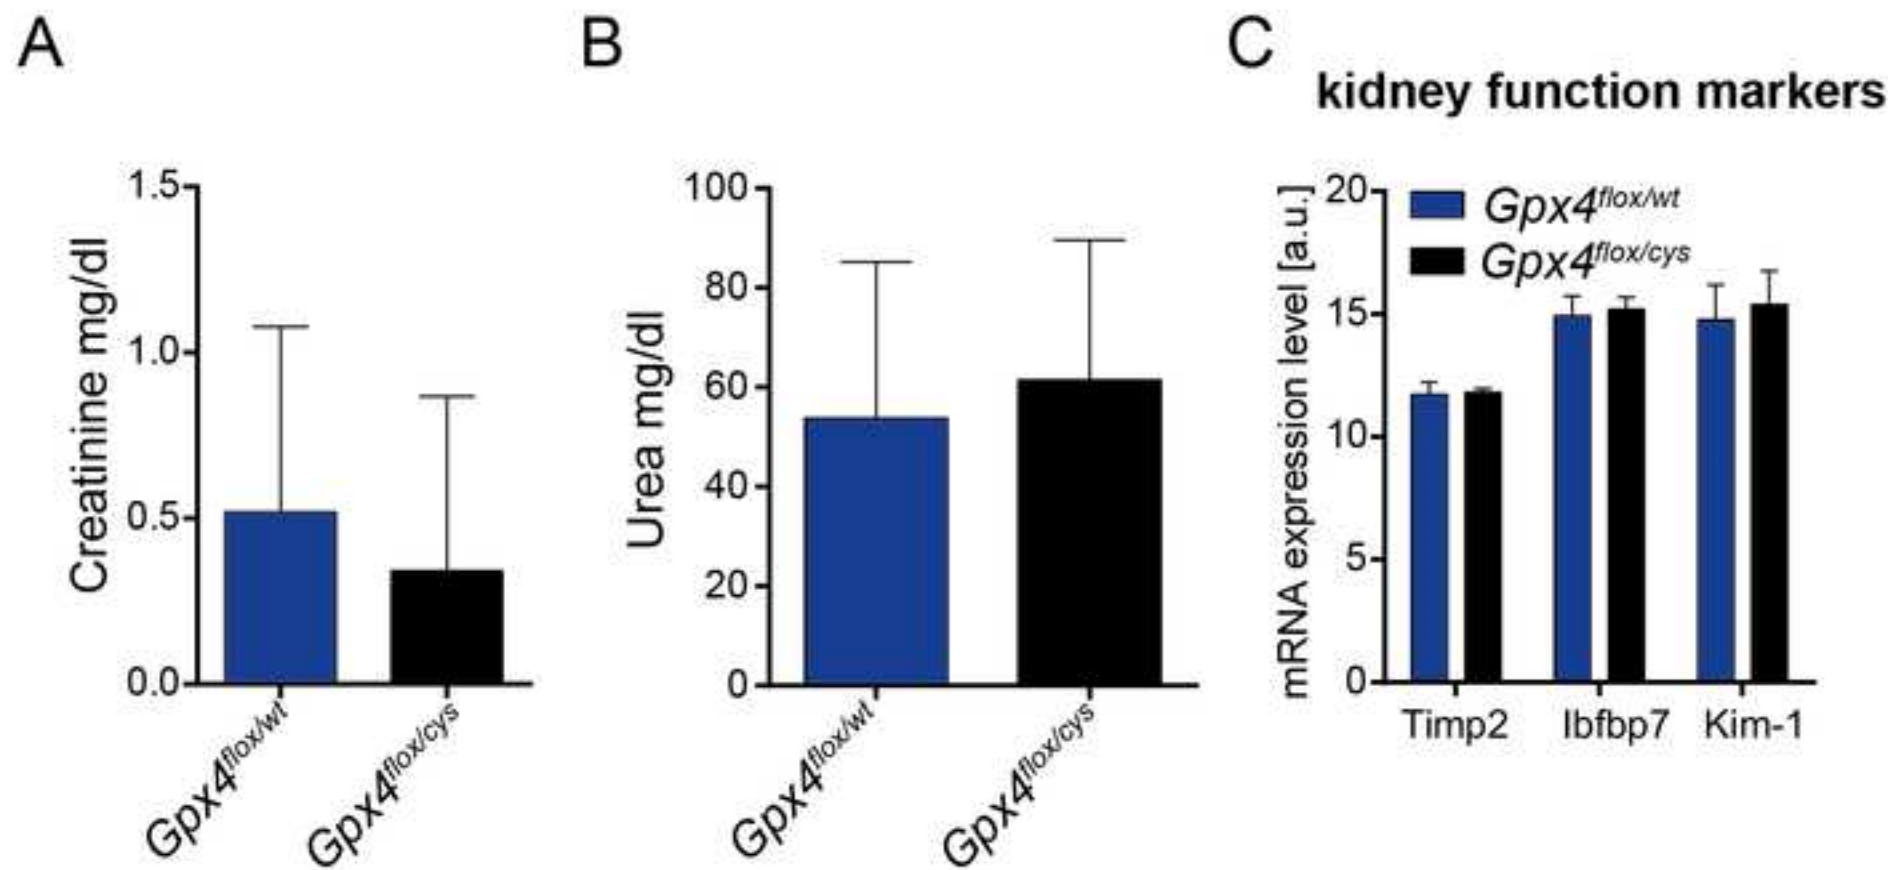 A
B
C
kidney function markers
Creatinine mg/dl
1.5
1.0
0.5
0.0
Gpx4flox/wt
Gpx4flox/cys
Urea mg/dl
100
80
60
40
20
0
Gpx4flox/wt
Gpx4flox/cys
mRNA expression level [a.u.]
20
15
10
5
0
Gpx4flox/wt
Gpx4flox/cys
Timp2 Ibfbp7 Kim-1